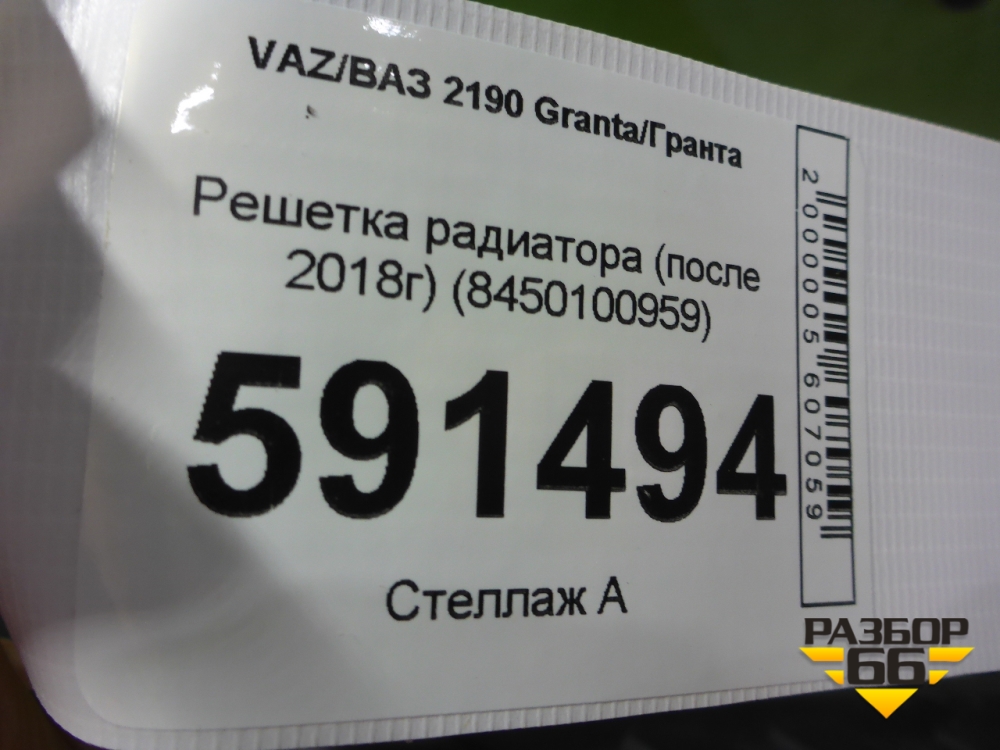 VAZ/ВАЗ 2190 Granta/Гранта
Решетка радиатора (после
2018г) (8450100959)
591494
Стеллаж А
2000005607059
РАЗБОР
66